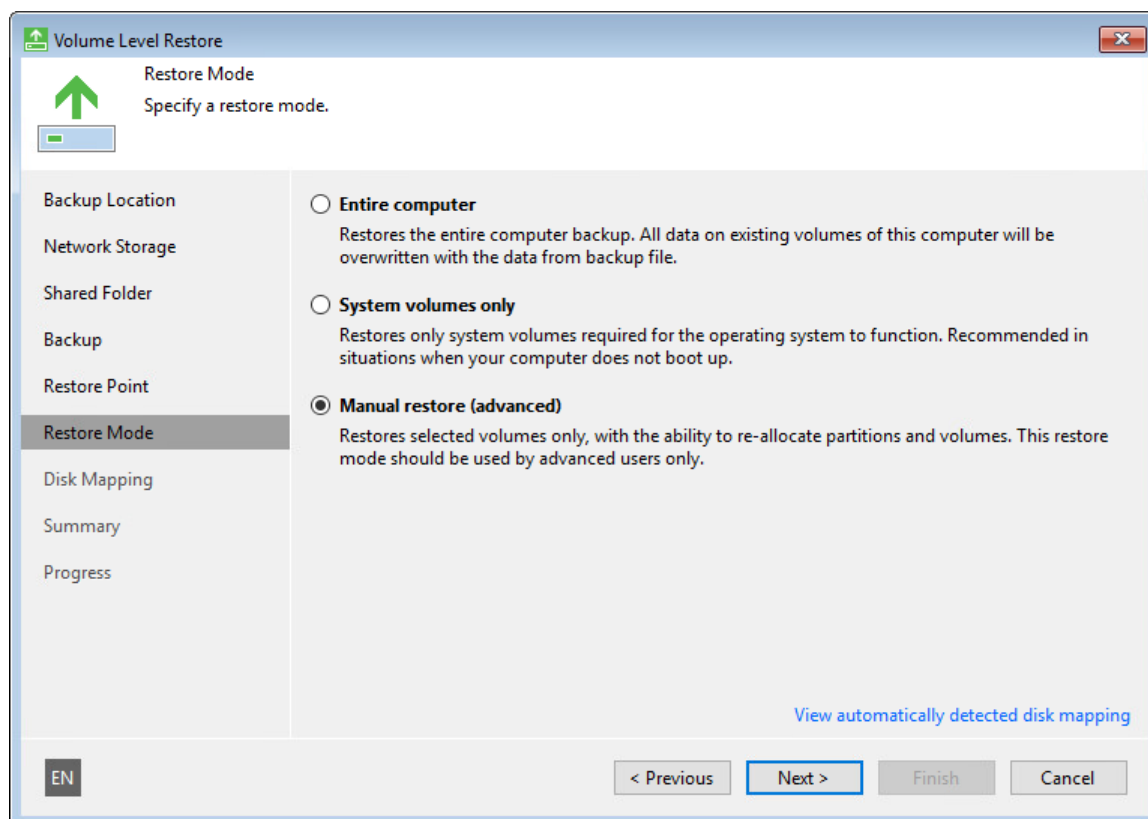 Volume Level Restore
Restore Mode
Specify a restore mode.
Backup Location
Network Storage
Shared Folder
Backup
Restore Point
Restore Mode
Disk Mapping
Summary
Progress
Entire computer
Restores the entire computer backup. All data on existing volumes of this computer will be
overwritten with the data from backup file.
System volumes only
Restores only system volumes required for the operating system to function. Recommended in
situations when your computer does not boot up.
Manual restore (advanced)
Restores selected volumes only, with the ability to re-allocate partitions and volumes. This restore
mode should be used by advanced users only.
View automatically detected disk mapping
EN
< Previous
Next >
Finish
Cancel